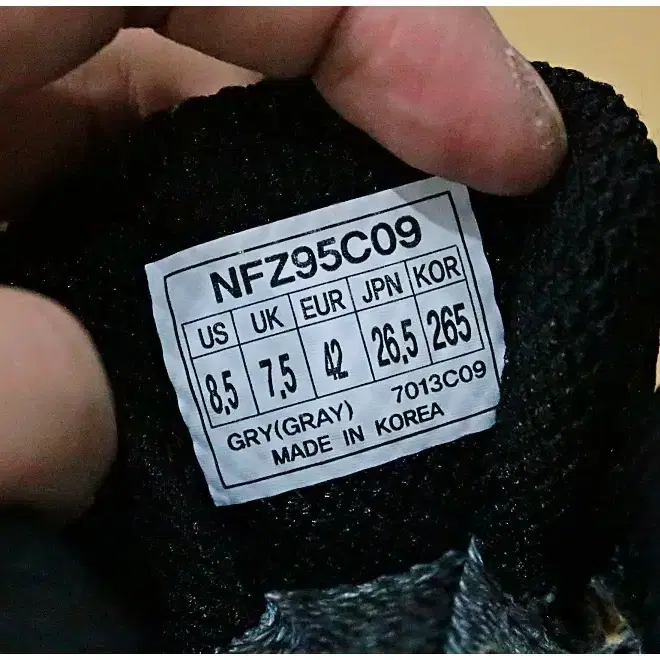 NFZ95C09
US UK EUR JPN KOR
8,5 7,5 42 26,5 265
GRY(GRAY) 7013C09
MADE IN KOREA